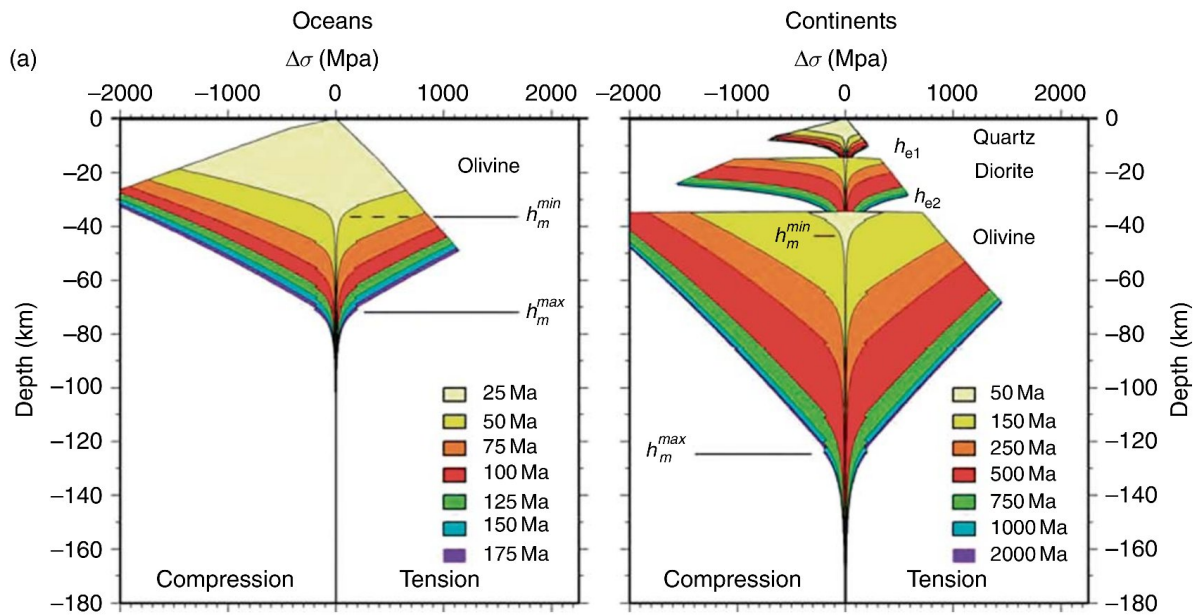 (a)
Oceans
Δσ (Mpa)
−2000 −1000 0 1000 2000
0
−20
−40
−60
−80
−100
−120
−140
−160
−180
Depth (km)
Olivine
h_m^min
h_m^max
25 Ma
50 Ma
75 Ma
100 Ma
125 Ma
150 Ma
175 Ma
Compression Tension
Continents
Δσ (Mpa)
−2000 −1000 0 1000 2000
Quartz
h_e1
Diorite
h_e2
h_m^min
Olivine
h_m^max
50 Ma
150 Ma
250 Ma
500 Ma
750 Ma
1000 Ma
2000 Ma
Compression Tension
0
−20
−40
−60
−80
−100
−120
−140
−160
−180
Depth (km)